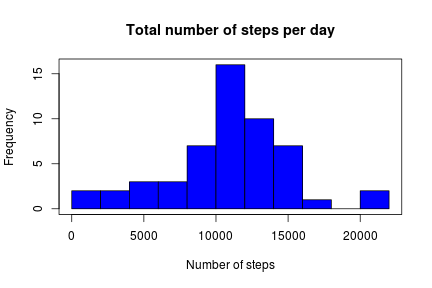 Total number of steps per day
Frequency
15
10
5
0
0 5000 10000 15000 20000
Number of steps